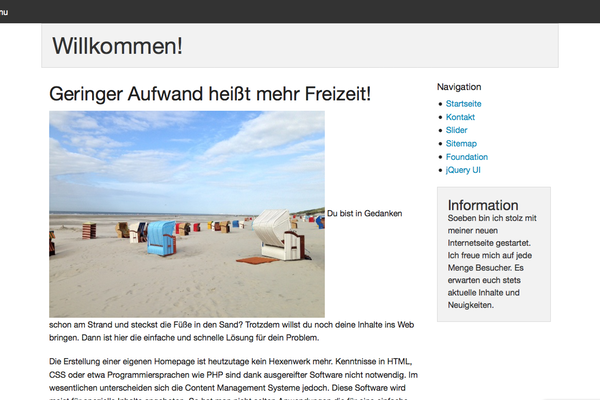 nu
Willkommen!
Geringer Aufwand heißt mehr Freizeit!
Du bist in Gedanken
schon am Strand und steckst die Füße in den Sand? Trotzdem willst du noch deine Inhalte ins Web
bringen. Dann ist hier die einfache und schnelle Lösung für dein Problem.
Die Erstellung einer eigenen Homepage ist heutzutage kein Hexenwerk mehr. Kenntnisse in HTML,
CSS oder etwa Programmiersprachen wie PHP sind dank ausgereifter Software nicht notwendig. Im
wesentlichen unterscheiden sich die Content Management Systeme jedoch. Diese Software wird
Navigation
Startseite
Kontakt
Slider
Sitemap
Foundation
jQuery UI
Information
Soeben bin ich stolz mit
meiner neuen
Internetseite gestartet.
Ich freue mich auf jede
Menge Besucher. Es
erwarten euch stets
aktuelle Inhalte und
Neuigkeiten.